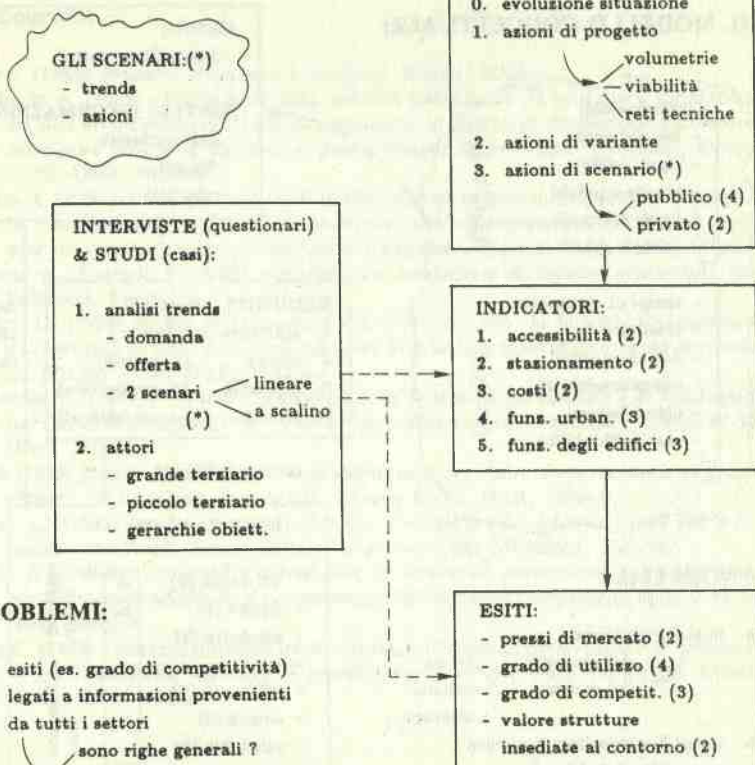 GLI SCENARI:(*)
- trends
- azioni
INTERVISTE (questionari)
& STUDI (casi):
1. analisi trends
- domanda
- offerta
- 2 scenari
(*)
lineare
a scalino
2. attori
- grande terziario
- piccolo terziario
- gerarchie obiett.
OBLEMI:
esiti (es. grado di competitività)
legati a informazioni provenienti
da tutti i settori
sono righe generali ?
0. evoluzione situazione
1. azioni di progetto
volumetrie
viabilità
reti tecniche
2. azioni di variante
3. azioni di scenario(*)
pubblico (4)
privato (2)
INDICATORI:
1. accessibilità (2)
2. stazionamento (2)
3. costi (2)
4. funz. urban. (3)
5. funz. degli edifici (3)
ESITI:
- prezzi di mercato (2)
- grado di utilizzo (4)
- grado di competit. (3)
- valore strutture
insediate al contorno (2)